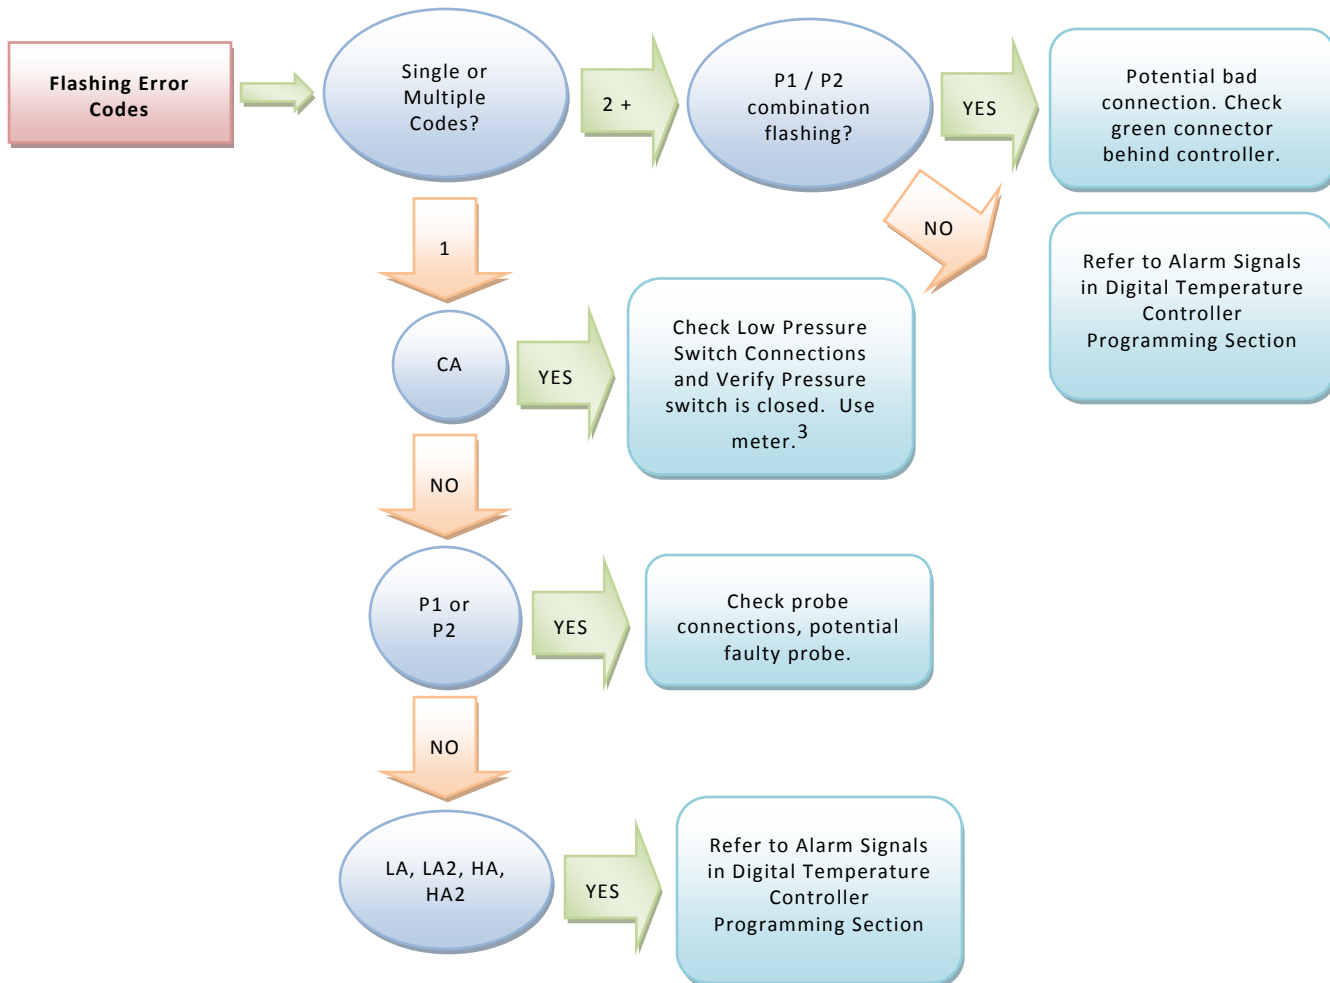 Flashing Error
Codes
Single or
Multiple
Codes?
2 +
P1 / P2
combination
flashing?
YES
Potential bad
connection. Check
green connector
behind controller.
NO
Refer to Alarm Signals
in Digital Temperature
Controller
Programming Section
1
CA
YES
Check Low Pressure
Switch Connections
and Verify Pressure
switch is closed.  Use
meter.3
NO
P1 or
P2
YES
Check probe
connections, potential
faulty probe.
NO
LA, LA2, HA,
HA2
YES
Refer to Alarm Signals
in Digital Temperature
Controller
Programming Section